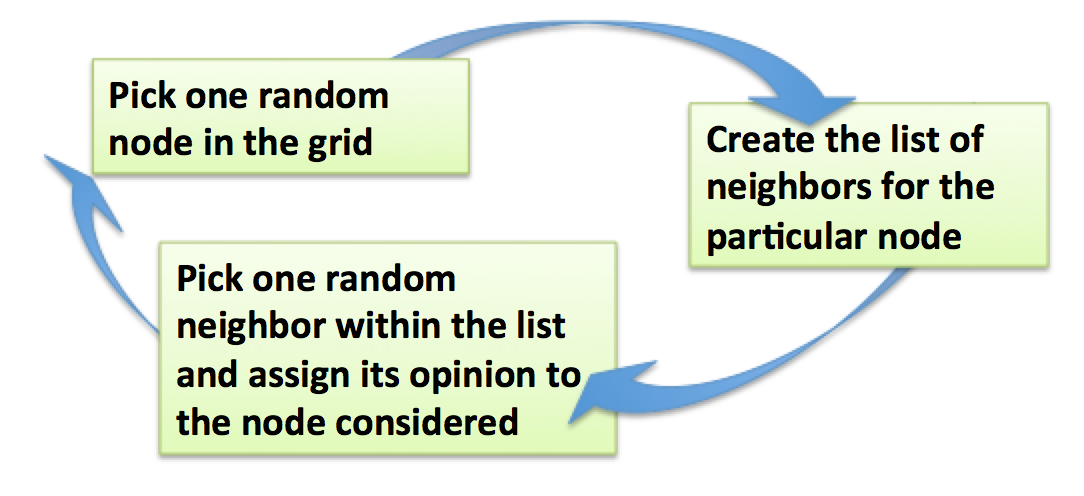 Pick one random
node in the grid
Create the list of
neighbors for the
particular node
Pick one random
neighbor within the list
and assign its opinion to
the node considered